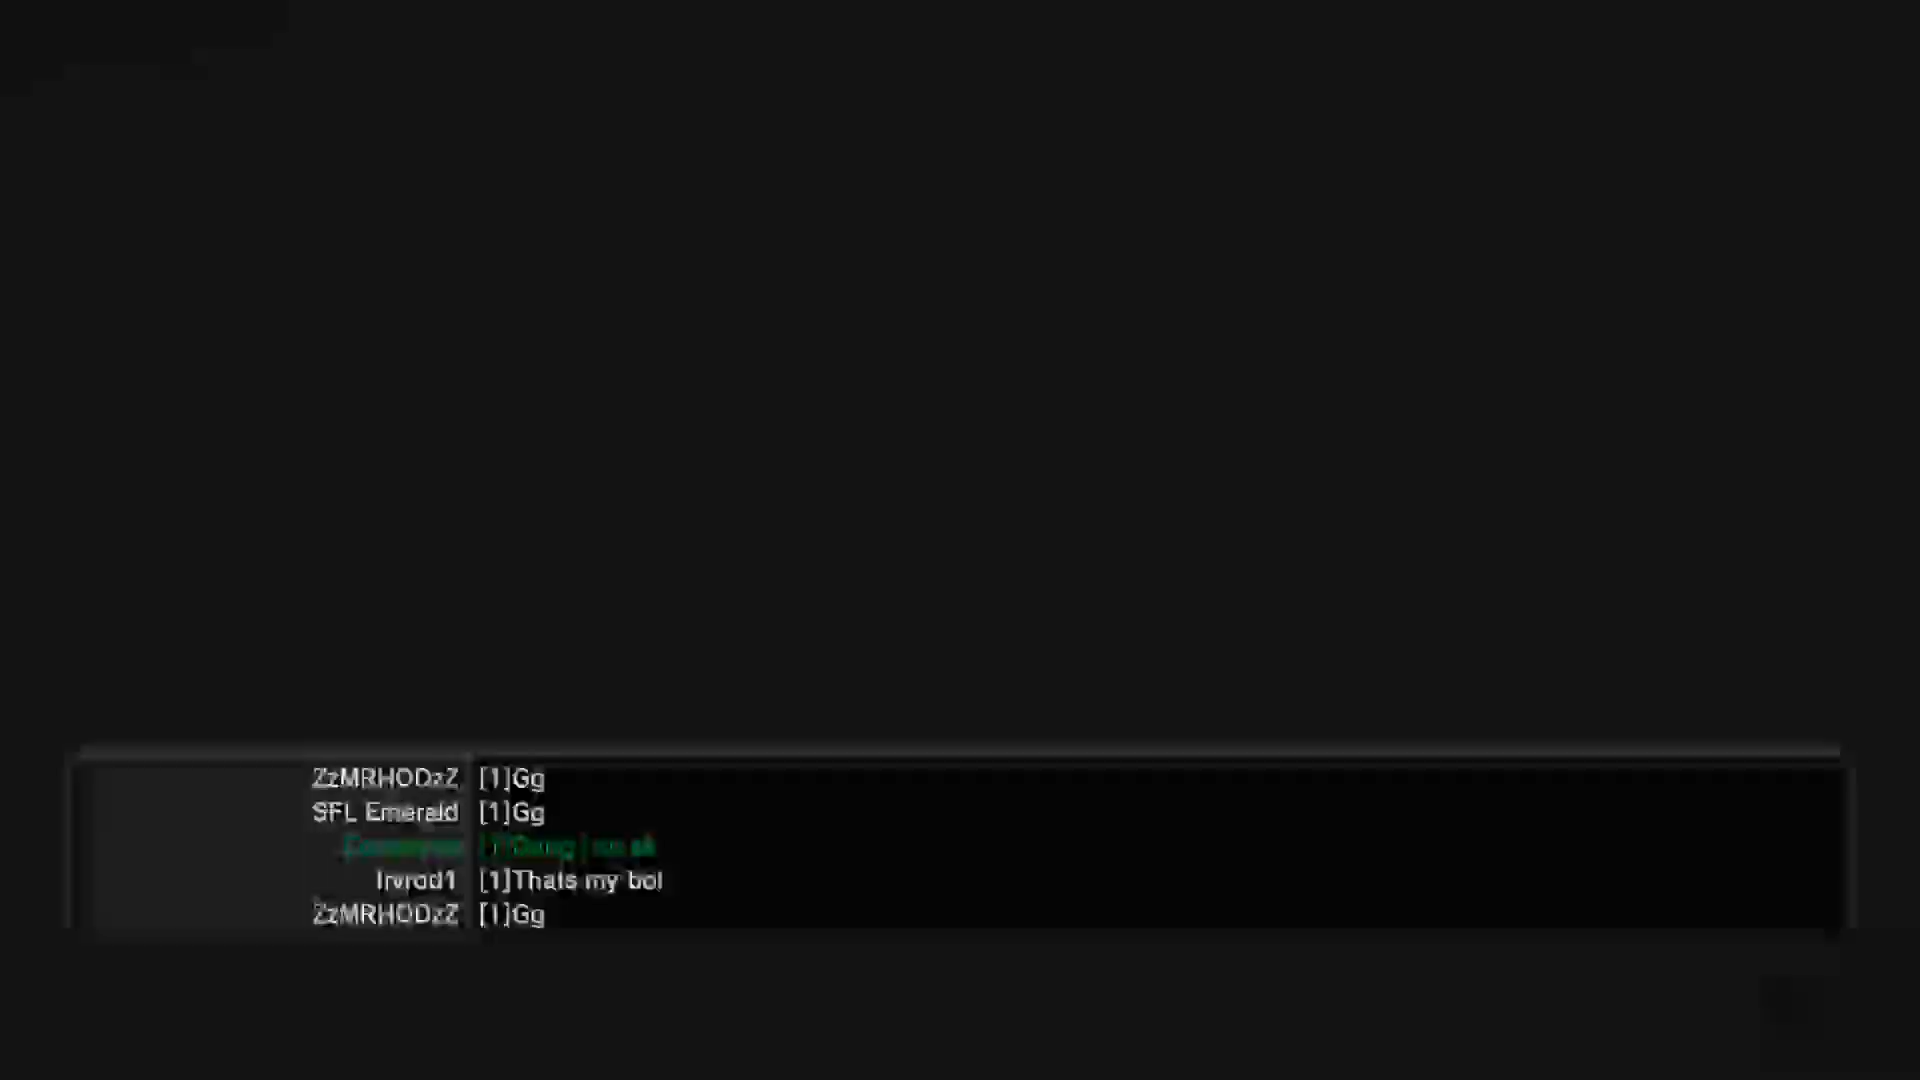 ZzMRHODzZ [1]Gg
SFL Emerald [1]Gg
Irvrod1 [1]Thats my boi
ZzMRHODzZ [1]Gg